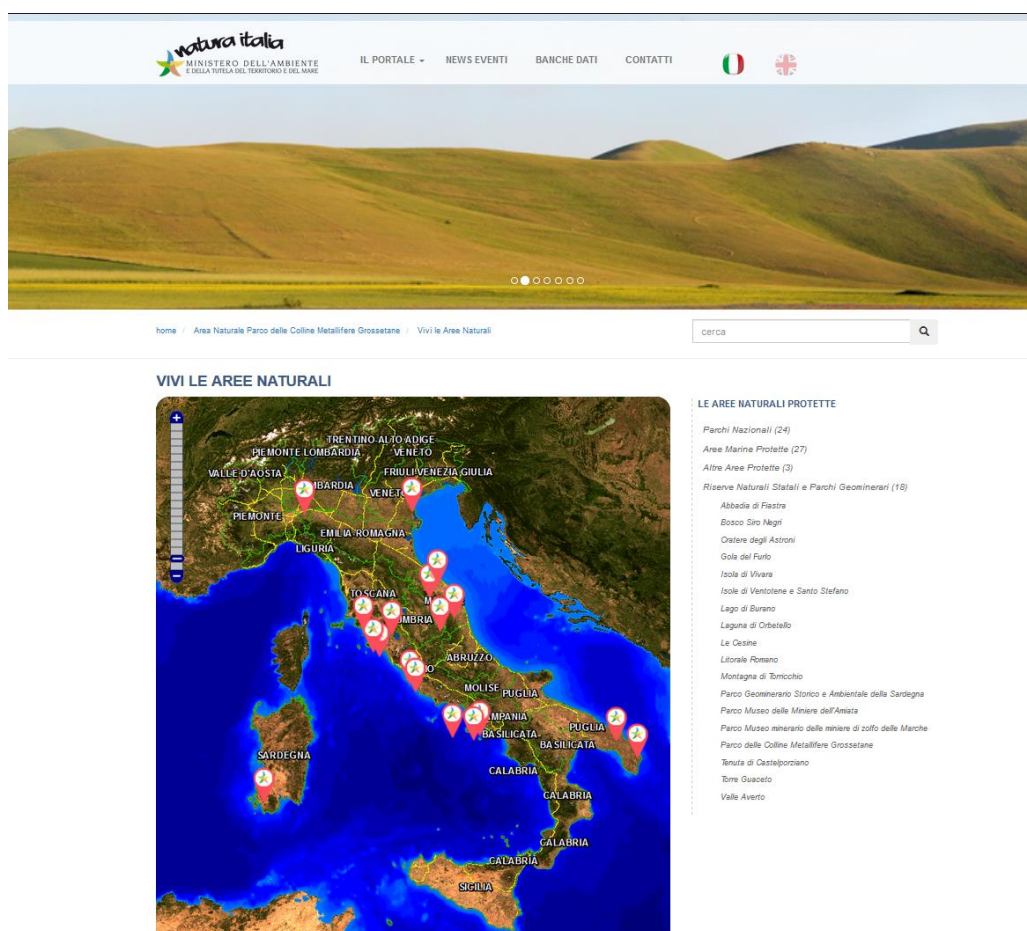 natura italia
MINISTERO DELL'AMBIENTE
E DELLA TUTELA DEL TERRITORIO E DEL MARE
IL PORTALE
NEWS EVENTI
BANCHE DATI
CONTATTI
home / Area Naturale Parco delle Colline Metallifere Grossetane / Vivi le Aree Naturali
cerca
VIVI LE AREE NATURALI
TRENTINO-ALTO ADIGE
PIEMONTE LOMBARDIA VENETO
VALLE-D'AOSTA FRIULI-VENEZIA GIULIA
MBARDIA VENET
PIEMONTE
EMILIA-ROMAGNA
LIGURIA
TOSCANA M
MBRIA
ABRUZZO
O
MOLISE PUGLIA
MPANIA
PUGLIA
BASILICATA
BASILICATA
SARDEGNA
CALABRIA
CALABRIA
CALABRIA
CALABRIA
SICILIA
LE AREE NATURALI PROTETTE
Parchi Nazionali (24)
Aree Marine Protette (27)
Altre Aree Protette (3)
Riserve Naturali Statali e Parchi Geominerari (18)
Abbadia di Fiastra
Bosco Siro Negri
Cratere degli Astroni
Gola del Furlo
Isola di Vivara
Isole di Ventotene e Santo Stefano
Lago di Burano
Laguna di Orbetello
Le Cesine
Litorale Romano
Montagna di Torricchio
Parco Geominerario Storico e Ambientale della Sardegna
Parco Museo delle Miniere dell'Amiata
Parco Museo minerario delle miniere di zolfo delle Marche
Parco delle Colline Metallifere Grossetane
Tenuta di Castelporziano
Torre Guaceto
Valle Averto